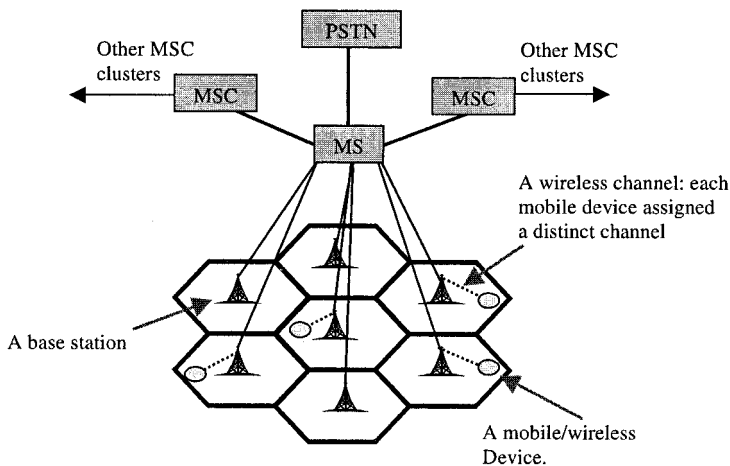 PSTN
Other MSC
clusters
Other MSC
clusters
MSC
MSC
MS
A wireless channel: each
mobile device assigned
a distinct channel
A base station
A mobile/wireless
Device.